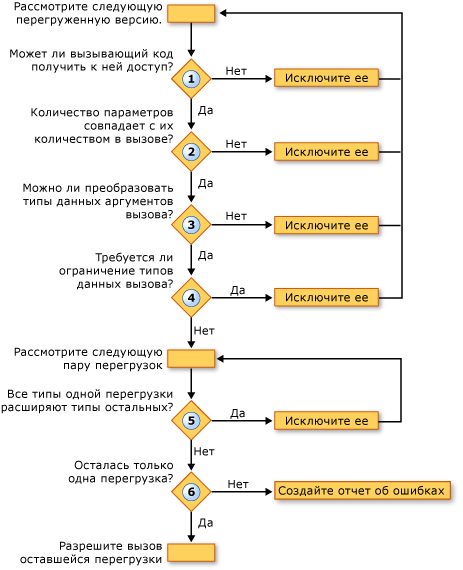 Рассмотрите следующую
перегруженную версию.
Может ли вызывающий код
получить к ней доступ?
1
Нет
Исключите ее
Да
Количество параметров
совпадает с их
количеством в вызове?
2
Нет
Исключите ее
Да
Можно ли преобразовать
типы данных аргументов
вызова?
3
Нет
Исключите ее
Да
Требуется ли
ограничение типов
данных вызова?
4
Да
Исключите ее
Нет
Рассмотрите следующую
пару перегрузок
Все типы одной перегрузки
расширяют типы остальных?
5
Да
Исключите ее
Нет
Осталась только
одна перегрузка?
6
Нет
Создайте отчет об ошибках
Да
Разрешите вызов
оставшейся перегрузки